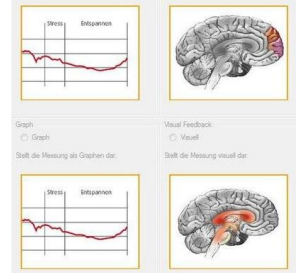 Stress Entspannen
Graph Visual Feedback
Graph Visuell
Stellt die Messung als Graphen dar. Stellt die Messung visuell dar.
Stress Entspannen